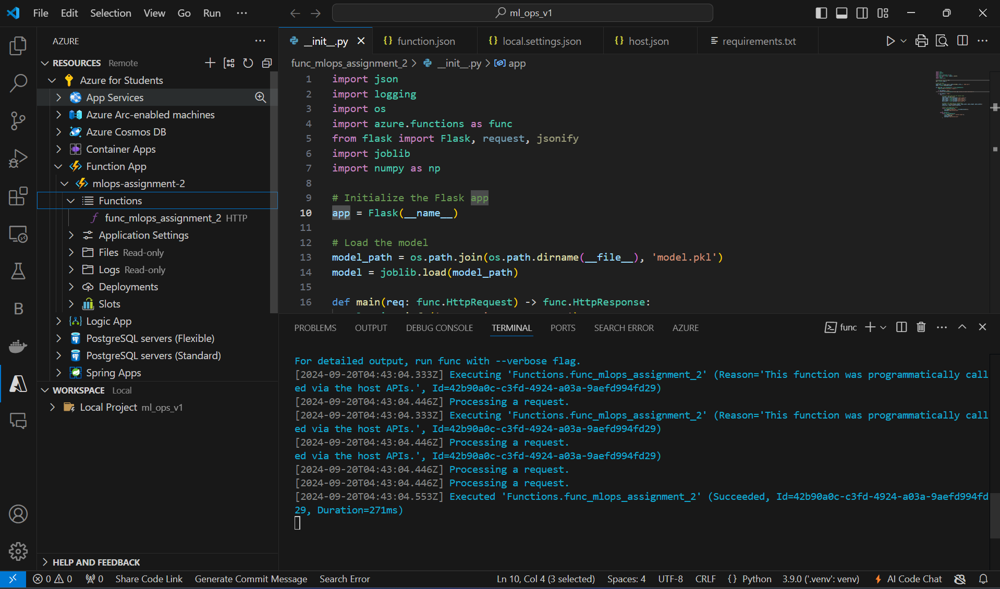 File Edit Selection View Go Run ···
ml_ops_v1
AZURE
RESOURCES Remote
Azure for Students
App Services
Azure Arc-enabled machines
Azure Cosmos DB
Container Apps
Function App
mlops-assignment-2
Functions
func_mlops_assignment_2 HTTP
Application Settings
Files Read-only
Logs Read-only
Deployments
Slots
Logic App
PostgreSQL servers (Flexible)
PostgreSQL servers (Standard)
Spring Apps
WORKSPACE Local
Local Project ml_ops_v1
HELP AND FEEDBACK
B
__init__.py {} function.json {} local.settings.json {} host.json requirements.txt
func_mlops_assignment_2 > __init__.py > app
1 import json
2 import logging
3 import os
4 import azure.functions as func
5 from flask import Flask, request, jsonify
6 import joblib
7 import numpy as np
8
9 # Initialize the Flask app
10 app = Flask(__name__)
11
12 # Load the model
13 model_path = os.path.join(os.path.dirname(__file__), 'model.pkl')
14 model = joblib.load(model_path)
15
16 def main(req: func.HttpRequest) -> func.HttpResponse:
PROBLEMS OUTPUT DEBUG CONSOLE TERMINAL PORTS SEARCH ERROR AZURE
func
For detailed output, run func with --verbose flag.
[2024-09-20T04:43:04.333Z] Executing 'Functions.func_mlops_assignment_2' (Reason='This function was programmatically call
ed via the host APIs.', Id=42b90a0c-c3fd-4924-a03a-9aefd994fd29)
[2024-09-20T04:43:04.446Z] Processing a request.
[2024-09-20T04:43:04.333Z] Executing 'Functions.func_mlops_assignment_2' (Reason='This function was programmatically call
ed via the host APIs.', Id=42b90a0c-c3fd-4924-a03a-9aefd994fd29)
[2024-09-20T04:43:04.446Z] Processing a request.
ed via the host APIs.', Id=42b90a0c-c3fd-4924-a03a-9aefd994fd29)
[2024-09-20T04:43:04.446Z] Processing a request.
[2024-09-20T04:43:04.446Z] Processing a request.
[2024-09-20T04:43:04.553Z] Executed 'Functions.func_mlops_assignment_2' (Succeeded, Id=42b90a0c-c3fd-4924-a03a-9aefd994fd
29, Duration=271ms)
0 0 0 Share Code Link Generate Commit Message Search Error Ln 10, Col 4 (3 selected) Spaces: 4 UTF-8 CRLF {} Python 3.9.0 ('.venv': venv) AI Code Chat